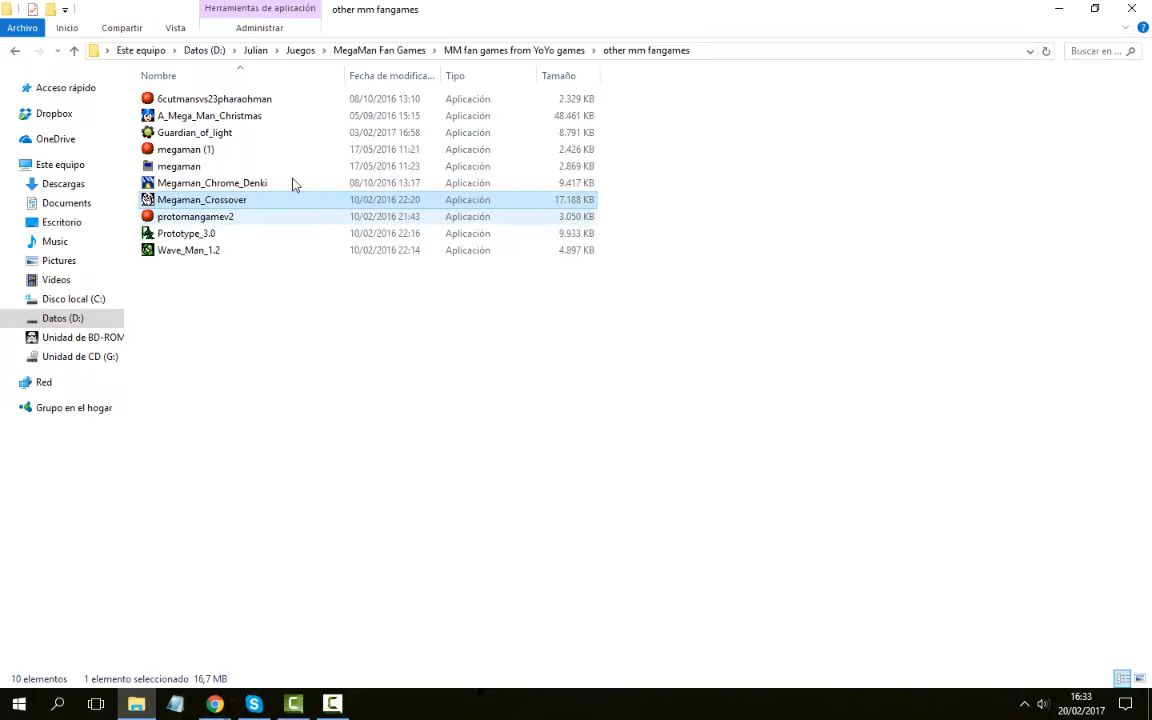 Herramientas de aplicación other mm fangames
Archivo Inicio Compartir Vista Administrar
Este equipo > Datos (D:) > Julian > Juegos > MegaMan Fan Games > MM fan games from YoYo games > other mm fangames
Buscar en ...
Nombre Fecha de modifica... Tipo Tamaño
6cutmansvs23pharaohman 08/10/2016 13:10 Aplicación 2.329 KB
A_Mega_Man_Christmas 05/09/2016 15:15 Aplicación 48.461 KB
Guardian_of_light 03/02/2017 16:58 Aplicación 8.791 KB
megaman (1) 17/05/2016 11:21 Aplicación 2.426 KB
megaman 17/05/2016 11:23 Aplicación 2.869 KB
Megaman_Chrome_Denki 08/10/2016 13:17 Aplicación 9.417 KB
Megaman_Crossover 10/02/2016 22:20 Aplicación 17.188 KB
protomangamev2 10/02/2016 21:43 Aplicación 3.050 KB
Prototype_3.0 10/02/2016 22:16 Aplicación 9.933 KB
Wave_Man_1.2 10/02/2016 22:14 Aplicación 4.897 KB
Acceso rápido
Dropbox
OneDrive
Este equipo
Descargas
Documents
Escritorio
Music
Pictures
Videos
Disco local (C:)
Datos (D:)
Unidad de BD-ROM
Unidad de CD (G:)
Red
Grupo en el hogar
10 elementos 1 elemento seleccionado 16,7 MB
16:33
20/02/2017